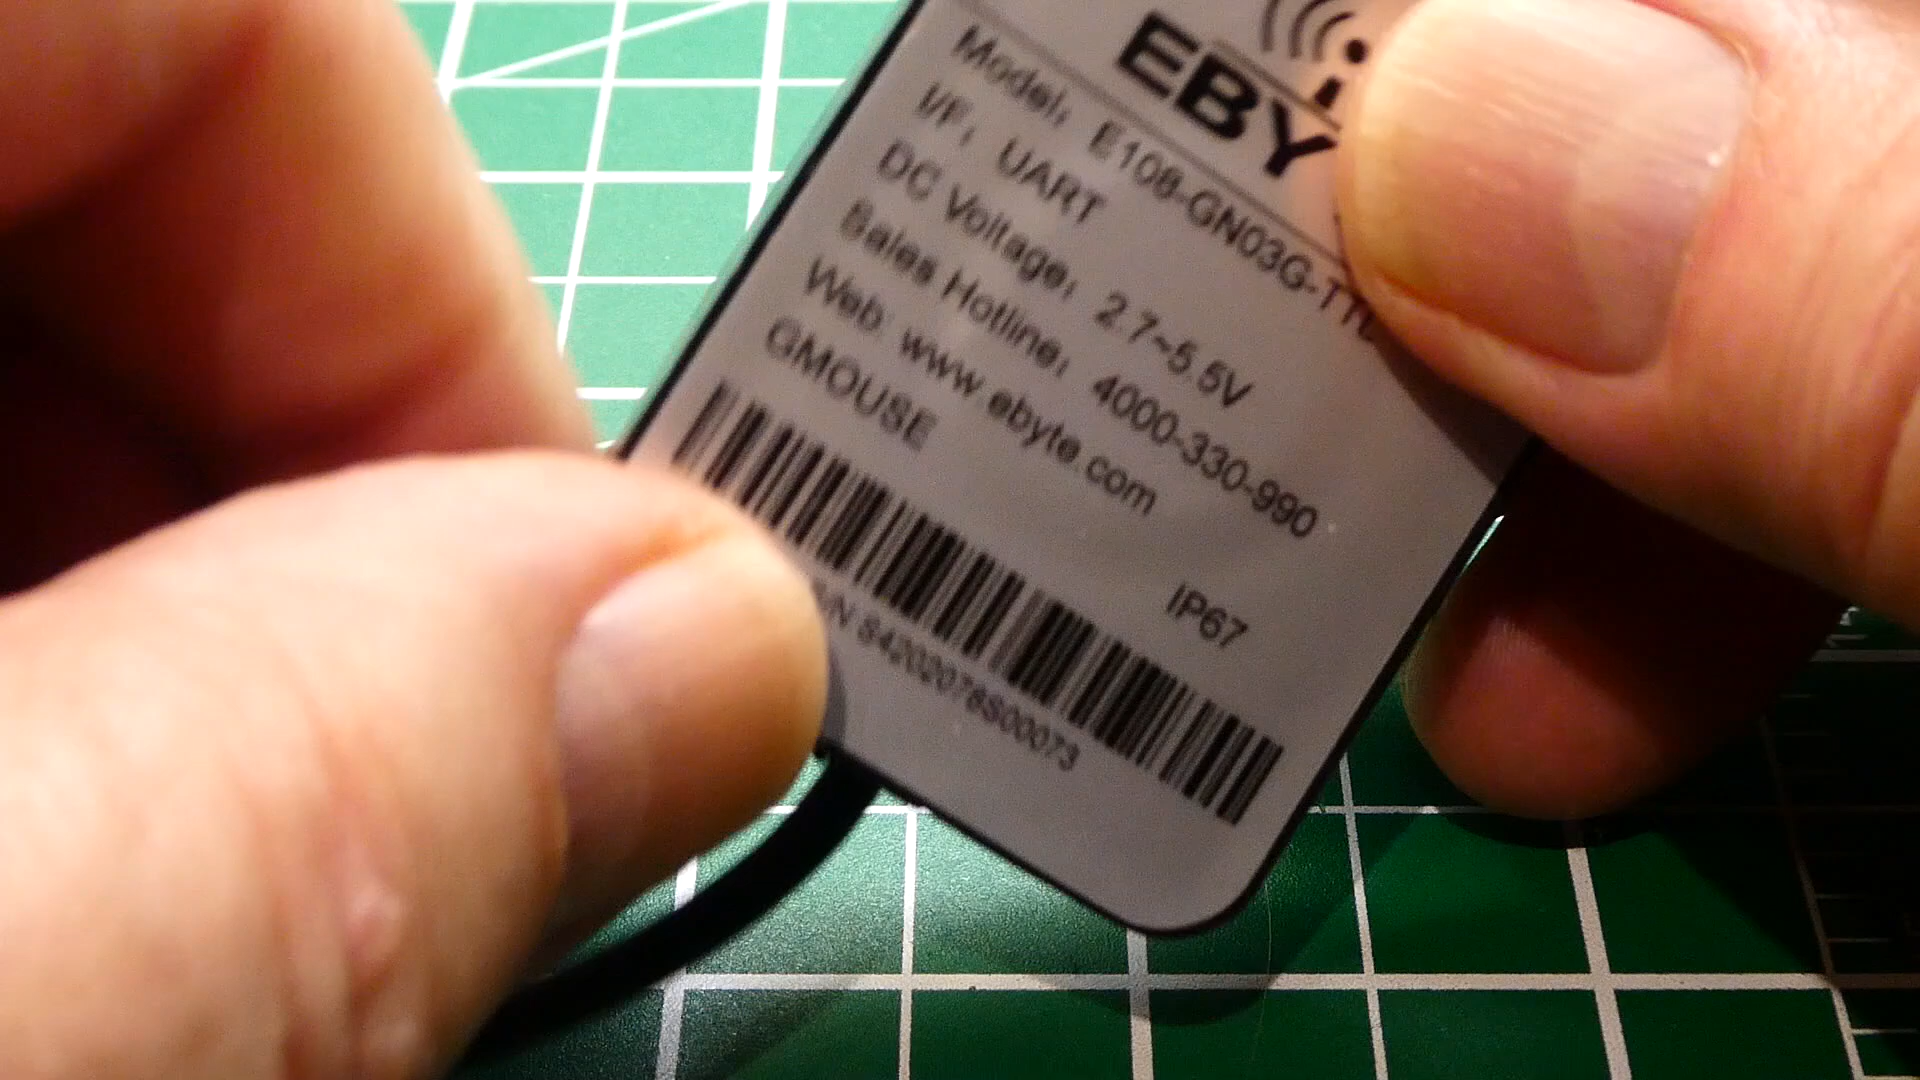 EBY
Model: E108-GN03G-TTL
I/F: UART
DC Voltage: 2.7~5.5V
Sales Hotline: 4000-330-990
Web: www.ebyte.com
GMOUSE
IP67